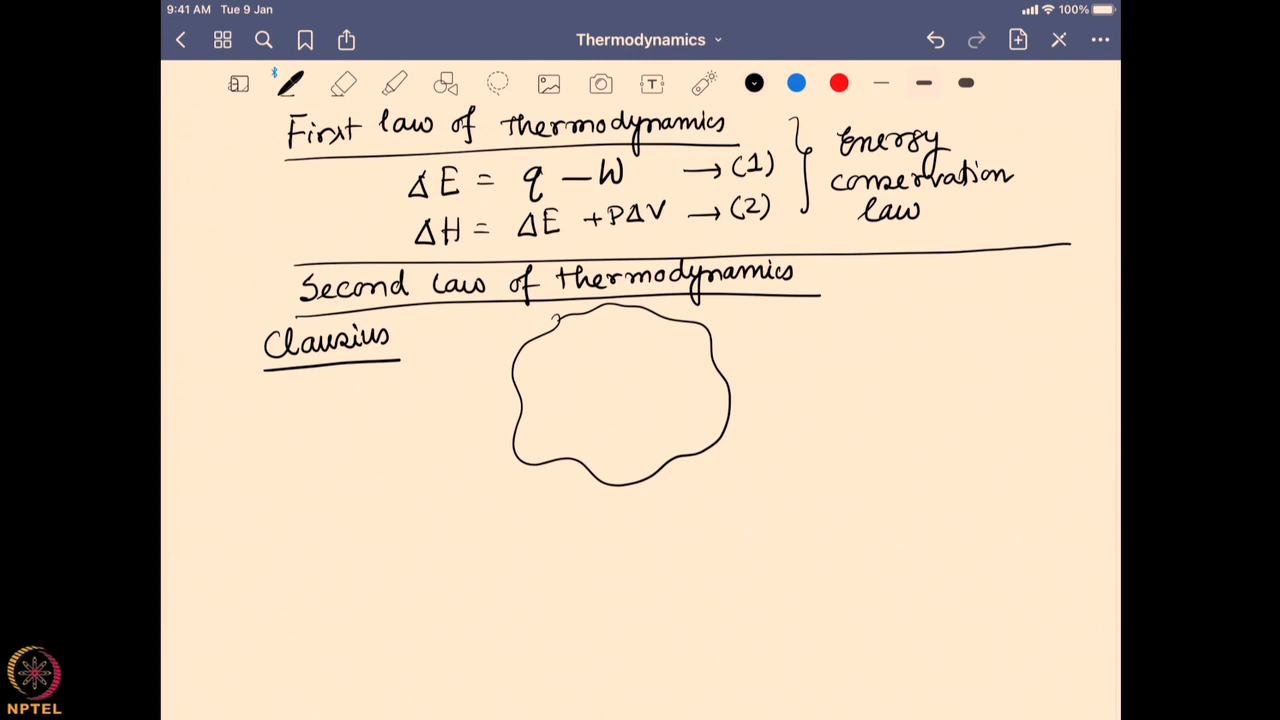 9:41 AM Tue 9 Jan
100%
Thermodynamics
T
First law of Thermodynamics
ΔE = q - W → (1)
ΔH = ΔE + PΔV → (2)
Energy
conservation
law
Second Law of Thermodynamics
Clausius
NPTEL